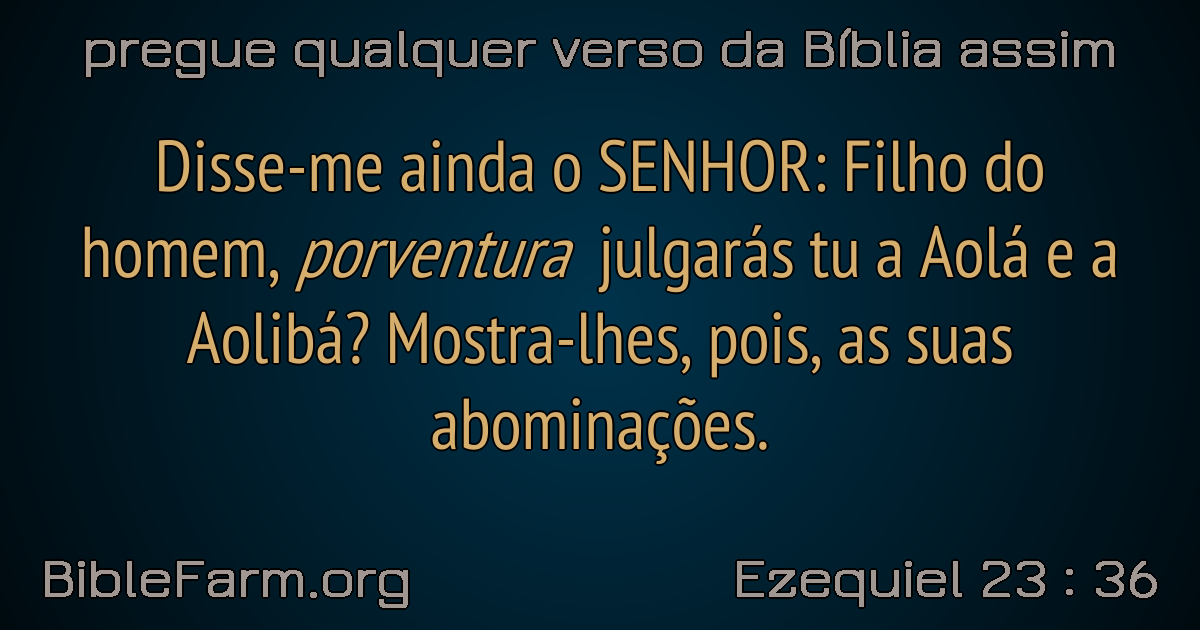 pregue qualquer verso da Bíblia assim
Disse-me ainda o SENHOR: Filho do
homem, porventura julgarás tu a Aolá e a
Aolibá? Mostra-lhes, pois, as suas
abominações.
BibleFarm.org
Ezequiel 23 : 36